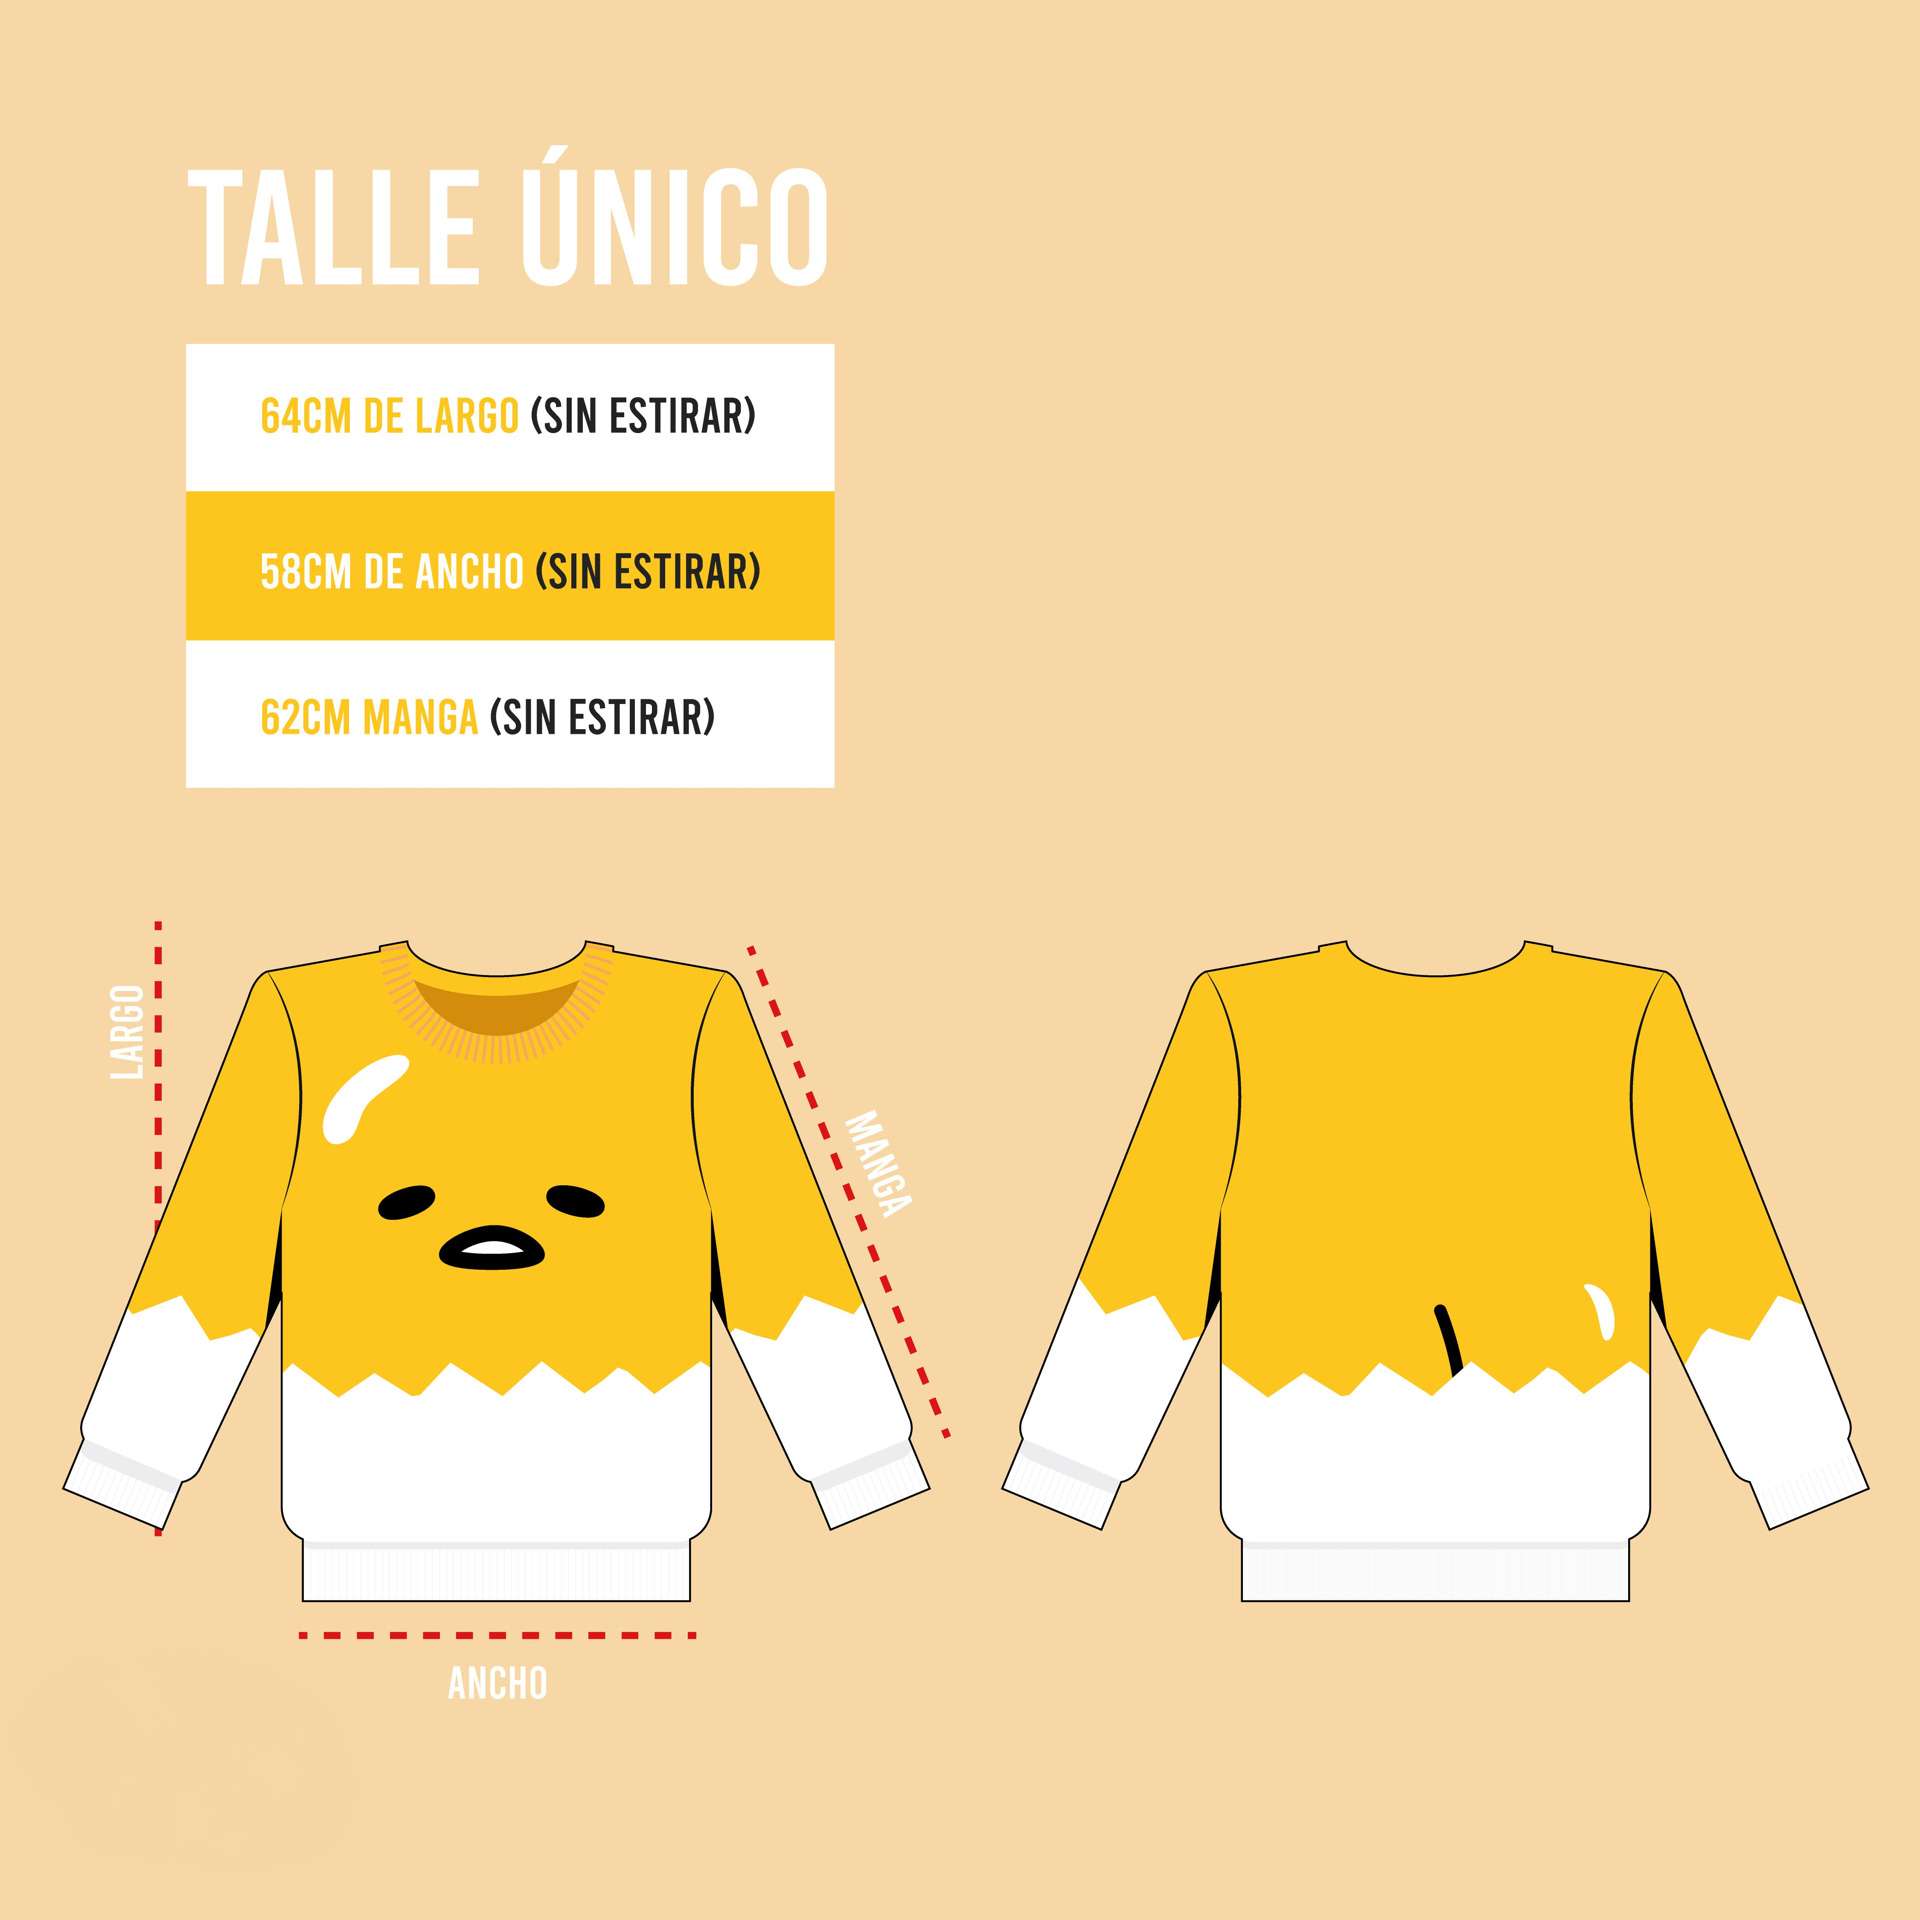 TALLE ÚNICO
64CM DE LARGO (SIN ESTIRAR)
58CM DE ANCHO (SIN ESTIRAR)
62CM MANGA (SIN ESTIRAR)
LARGO
MANGA
ANCHO